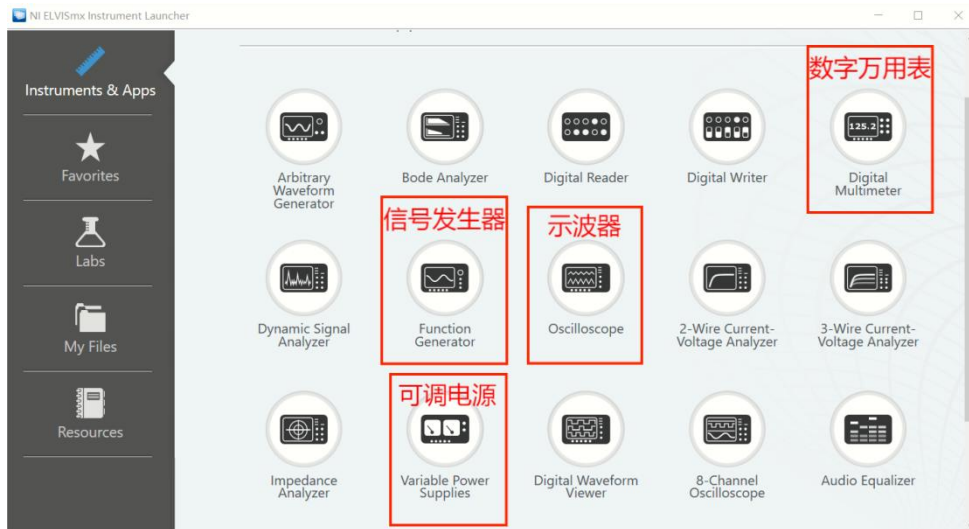 NI ELVISmx Instrument Launcher
Instruments & Apps
Favorites
Labs
My Files
Resources
数字万用表
125.2
Arbitrary
Waveform
Generator
Bode Analyzer
Digital Reader
Digital Writer
Digital
Multimeter
信号发生器
示波器
Dynamic Signal
Analyzer
Function
Generator
Oscilloscope
2-Wire Current-
Voltage Analyzer
3-Wire Current-
Voltage Analyzer
可调电源
Impedance
Analyzer
Variable Power
Supplies
Digital Waveform
Viewer
8-Channel
Oscilloscope
Audio Equalizer